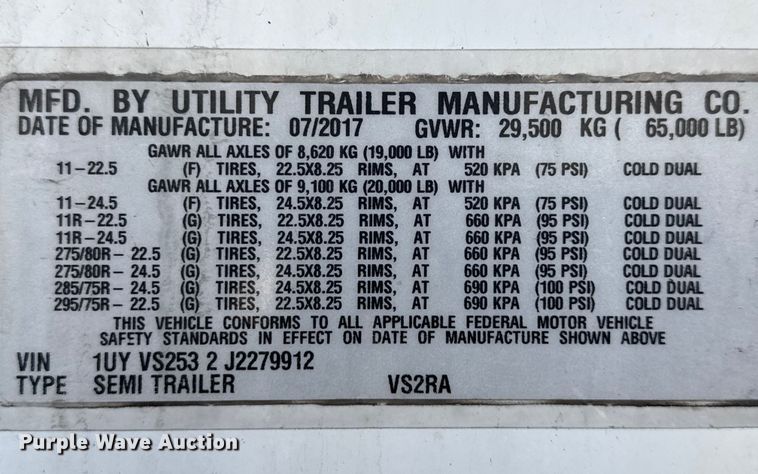 MFD. BY UTILITY TRAILER MANUFACTURING CO.
DATE OF MANUFACTURE: 07/2017 GVWR: 29,500 KG ( 65,000 LB)
GAWR ALL AXLES OF 8,620 KG (19,000 LB) WITH
11-22.5 (F) TIRES, 22.5X8.25 RIMS, AT 520 KPA (75 PSI) COLD DUAL
GAWR ALL AXLES OF 9,100 KG (20,000 LB) WITH
11-24.5 (F) TIRES, 24.5X8.25 RIMS, AT 520 KPA (75 PSI) COLD DUAL
11R-22.5 (G) TIRES, 22.5X8.25 RIMS, AT 660 KPA (95 PSI) COLD DUAL
11R-24.5 (G) TIRES, 24.5X8.25 RIMS, AT 660 KPA (95 PSI) COLD DUAL
275/80R- 22.5 (G) TIRES, 22.5X8.25 RIMS, AT 660 KPA (95 PSI) COLD DUAL
275/80R- 24.5 (G) TIRES, 24.5X8.25 RIMS, AT 660 KPA (95 PSI) COLD DUAL
285/75R- 24.5 (G) TIRES, 24.5X8.25 RIMS, AT 690 KPA (100 PSI) COLD DUAL
295/75R- 22.5 (G) TIRES, 22.5X8.25 RIMS, AT 690 KPA (100 PSI) COLD DUAL
THIS VEHICLE CONFORMS TO ALL APPLICABLE FEDERAL MOTOR VEHICLE
SAFETY STANDARDS IN EFFECT ON DATE OF MANUFACTURE SHOWN ABOVE
VIN 1UY VS253 2 J2279912
TYPE SEMI TRAILER VS2RA
Purple Wave Auction